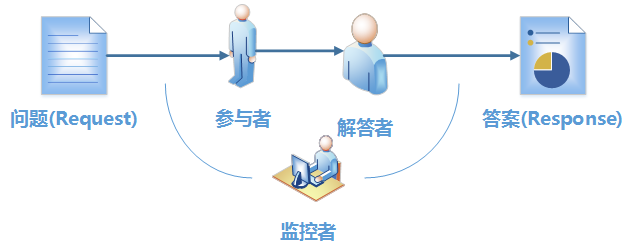 问题(Request)
参与者
解答者
答案(Response)
监控者